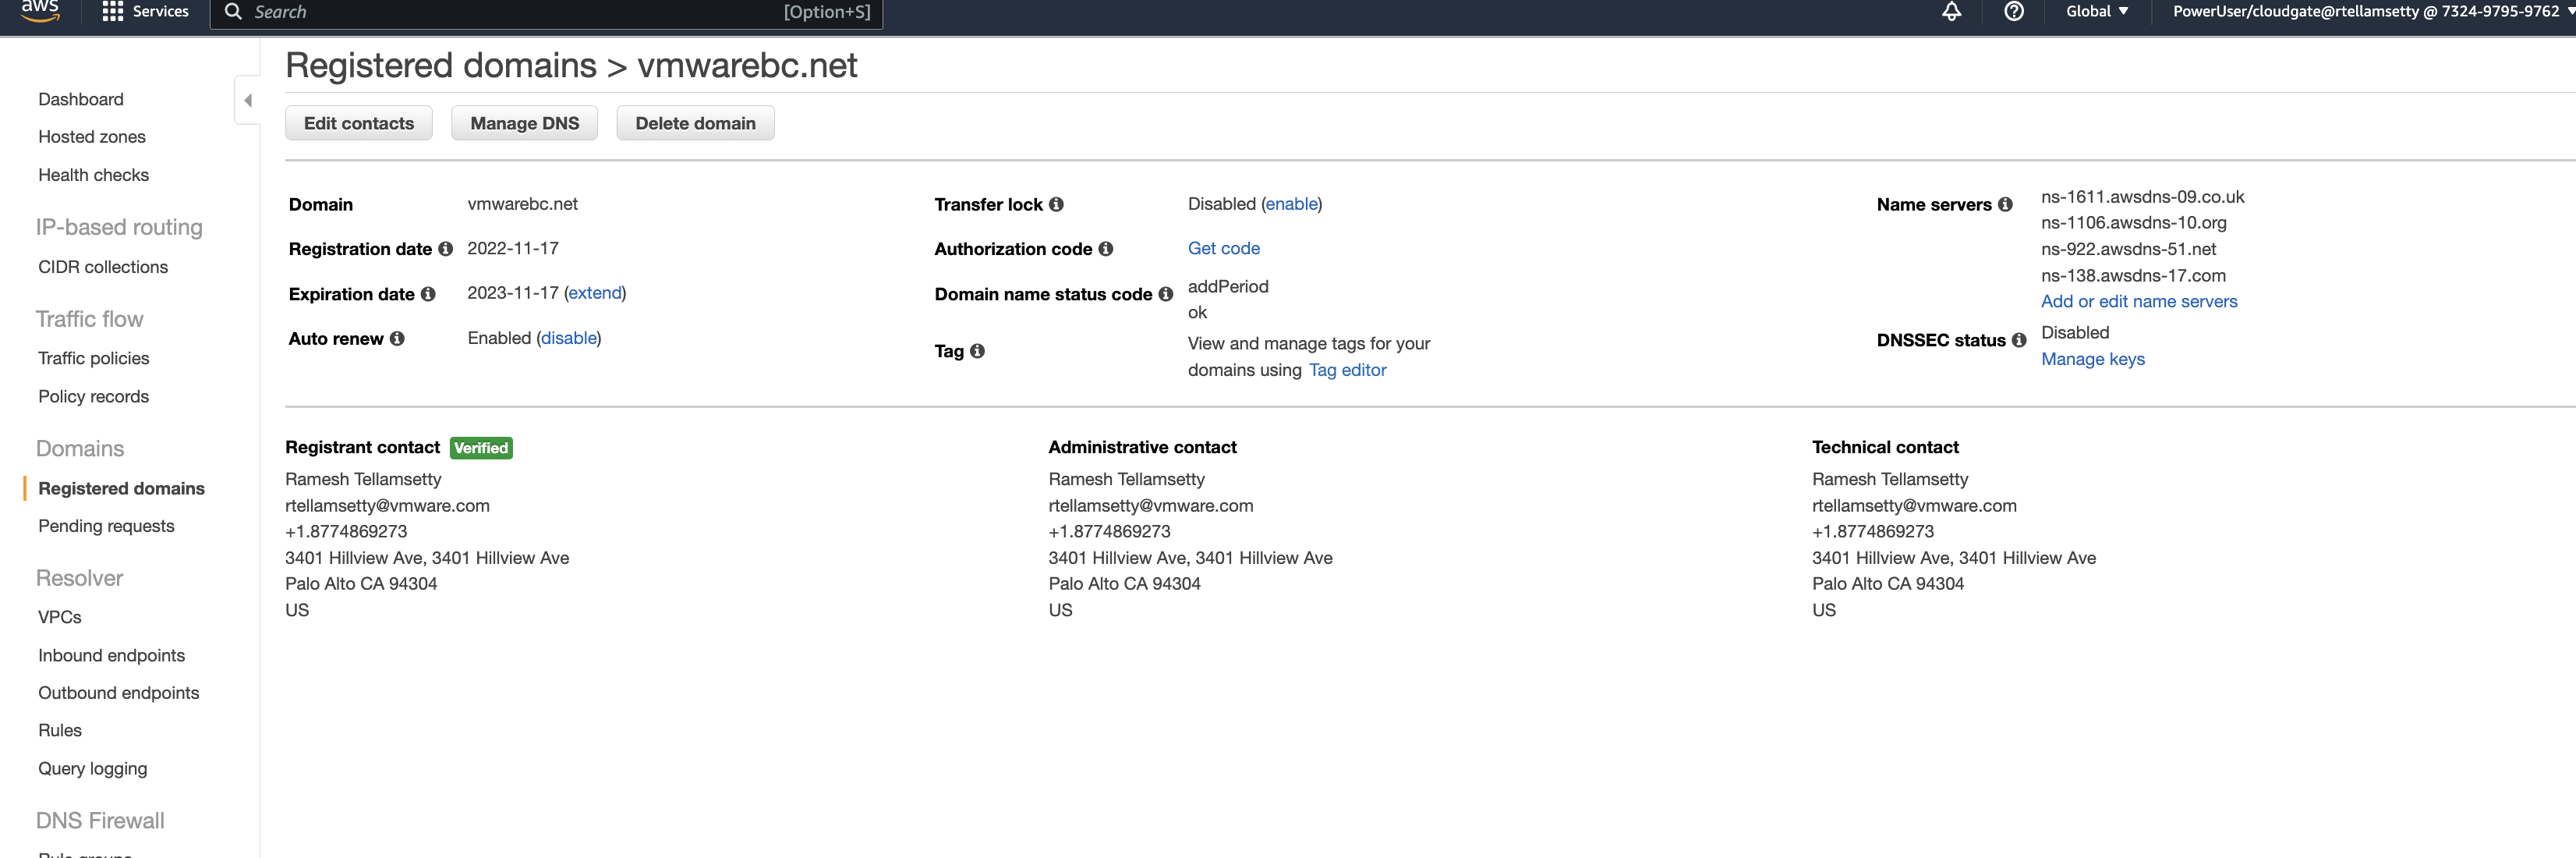 aws
Services
Search
[Option+S]
Global
PowerUser/cloudgate@rtellamsetty @ 7324-9795-9762
Dashboard
Hosted zones
Health checks
IP-based routing
CIDR collections
Traffic flow
Traffic policies
Policy records
Domains
Registered domains
Pending requests
Resolver
VPCs
Inbound endpoints
Outbound endpoints
Rules
Query logging
DNS Firewall
Rule groups
Registered domains > vmwarebc.net
Edit contacts
Manage DNS
Delete domain
Domain vmwarebc.net
Registration date 2022-11-17
Expiration date 2023-11-17 (extend)
Auto renew Enabled (disable)
Transfer lock Disabled (enable)
Authorization code Get code
Domain name status code addPeriod
ok
Tag View and manage tags for your
domains using Tag editor
Name servers ns-1611.awsdns-09.co.uk
ns-1106.awsdns-10.org
ns-922.awsdns-51.net
ns-138.awsdns-17.com
Add or edit name servers
DNSSEC status Disabled
Manage keys
Registrant contact Verified
Ramesh Tellamsetty
rtellamsetty@vmware.com
+1.8774869273
3401 Hillview Ave, 3401 Hillview Ave
Palo Alto CA 94304
US
Administrative contact
Ramesh Tellamsetty
rtellamsetty@vmware.com
+1.8774869273
3401 Hillview Ave, 3401 Hillview Ave
Palo Alto CA 94304
US
Technical contact
Ramesh Tellamsetty
rtellamsetty@vmware.com
+1.8774869273
3401 Hillview Ave, 3401 Hillview Ave
Palo Alto CA 94304
US